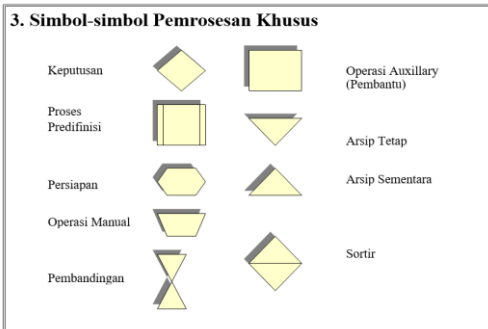 3. Simbol-simbol Pemrosesan Khusus
Keputusan
Proses
Predifinisi
Persiapan
Operasi Manual
Pembandingan
Operasi Auxillary
(Pembantu)
Arsip Tetap
Arsip Sementara
Sortir